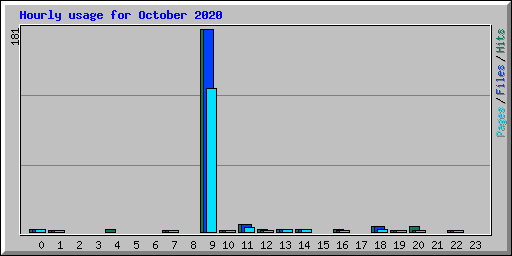 Hourly usage for October 2020
181
Pages/Files/Hits
0 1 2 3 4 5 6 7 8 9 10 11 12 13 14 15 16 17 18 19 20 21 22 23